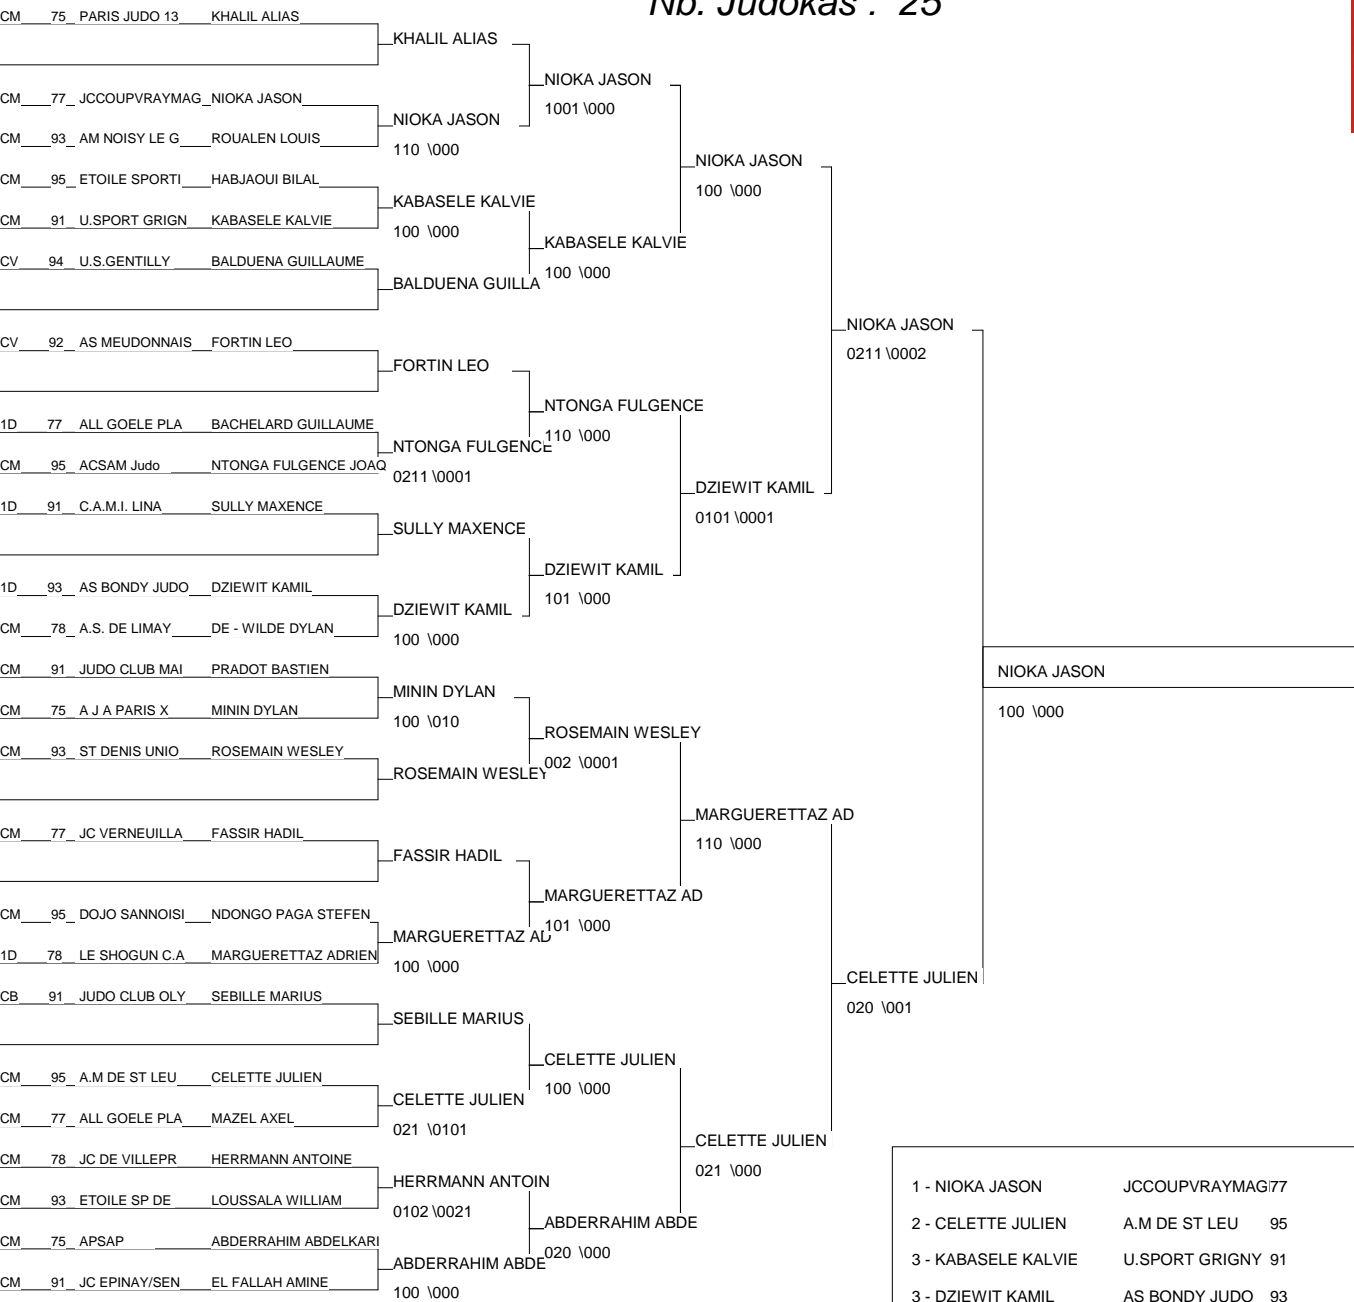 Nb. Judokas : 25
CM 75 PARIS JUDO 13 KHALIL ALIAS
CM 77 JCCOUPVRAYMAG NIOKA JASON
CM 93 AM NOISY LE G ROUALEN LOUIS
CM 95 ETOILE SPORTI HABJAOUI BILAL
CM 91 U.SPORT GRIGN KABASELE KALVIE
CV 94 U.S.GENTILLY BALDUENA GUILLAUME
CV 92 AS MEUDONNAIS FORTIN LEO
1D 77 ALL GOELE PLA BACHELARD GUILLAUME
CM 95 ACSAM Judo NTONGA FULGENCE JOAQ
1D 91 C.A.M.I. LINA SULLY MAXENCE
1D 93 AS BONDY JUDO DZIEWIT KAMIL
CM 78 A.S. DE LIMAY DE - WILDE DYLAN
CM 91 JUDO CLUB MAI PRADOT BASTIEN
CM 75 A J A PARIS X MININ DYLAN
CM 93 ST DENIS UNIO ROSEMAIN WESLEY
CM 77 JC VERNEUILLA FASSIR HADIL
CM 95 DOJO SANNOISI NDONGO PAGA STEFEN
1D 78 LE SHOGUN C.A MARGUERETTAZ ADRIEN
CB 91 JUDO CLUB OLY SEBILLE MARIUS
CM 95 A.M DE ST LEU CELETTE JULIEN
CM 77 ALL GOELE PLA MAZEL AXEL
CM 78 JC DE VILLEPR HERRMANN ANTOINE
CM 93 ETOILE SP DE LOUSSALA WILLIAM
CM 75 APSAP ABDERRAHIM ABDELKARI
CM 91 JC EPINAY/SEN EL FALLAH AMINE
KHALIL ALIAS
NIOKA JASON
110 \000
KABASELE KALVIE
100 \000
BALDUENA GUILLA
FORTIN LEO
NTONGA FULGENCE
0211 \0001
SULLY MAXENCE
DZIEWIT KAMIL
100 \000
MININ DYLAN
100 \010
ROSEMAIN WESLEY
FASSIR HADIL
MARGUERETTAZ AD
100 \000
SEBILLE MARIUS
CELETTE JULIEN
021 \0101
HERRMANN ANTOIN
0102 \0021
ABDERRAHIM ABDE
100 \000
NIOKA JASON
1001 \000
KABASELE KALVIE
100 \000
NTONGA FULGENCE
110 \000
DZIEWIT KAMIL
101 \000
ROSEMAIN WESLEY
002 \0001
MARGUERETTAZ AD
101 \000
CELETTE JULIEN
100 \000
ABDERRAHIM ABDE
020 \000
NIOKA JASON
100 \000
DZIEWIT KAMIL
0101 \0001
MARGUERETTAZ AD
110 \000
CELETTE JULIEN
021 \000
NIOKA JASON
0211 \0002
CELETTE JULIEN
020 \001
NIOKA JASON
100 \000
1 - NIOKA JASON JCCOUPVRAYMAG 77
2 - CELETTE JULIEN A.M DE ST LEU 95
3 - KABASELE KALVIE U.SPORT GRIGNY 91
3 - DZIEWIT KAMIL AS BONDY JUDO 93